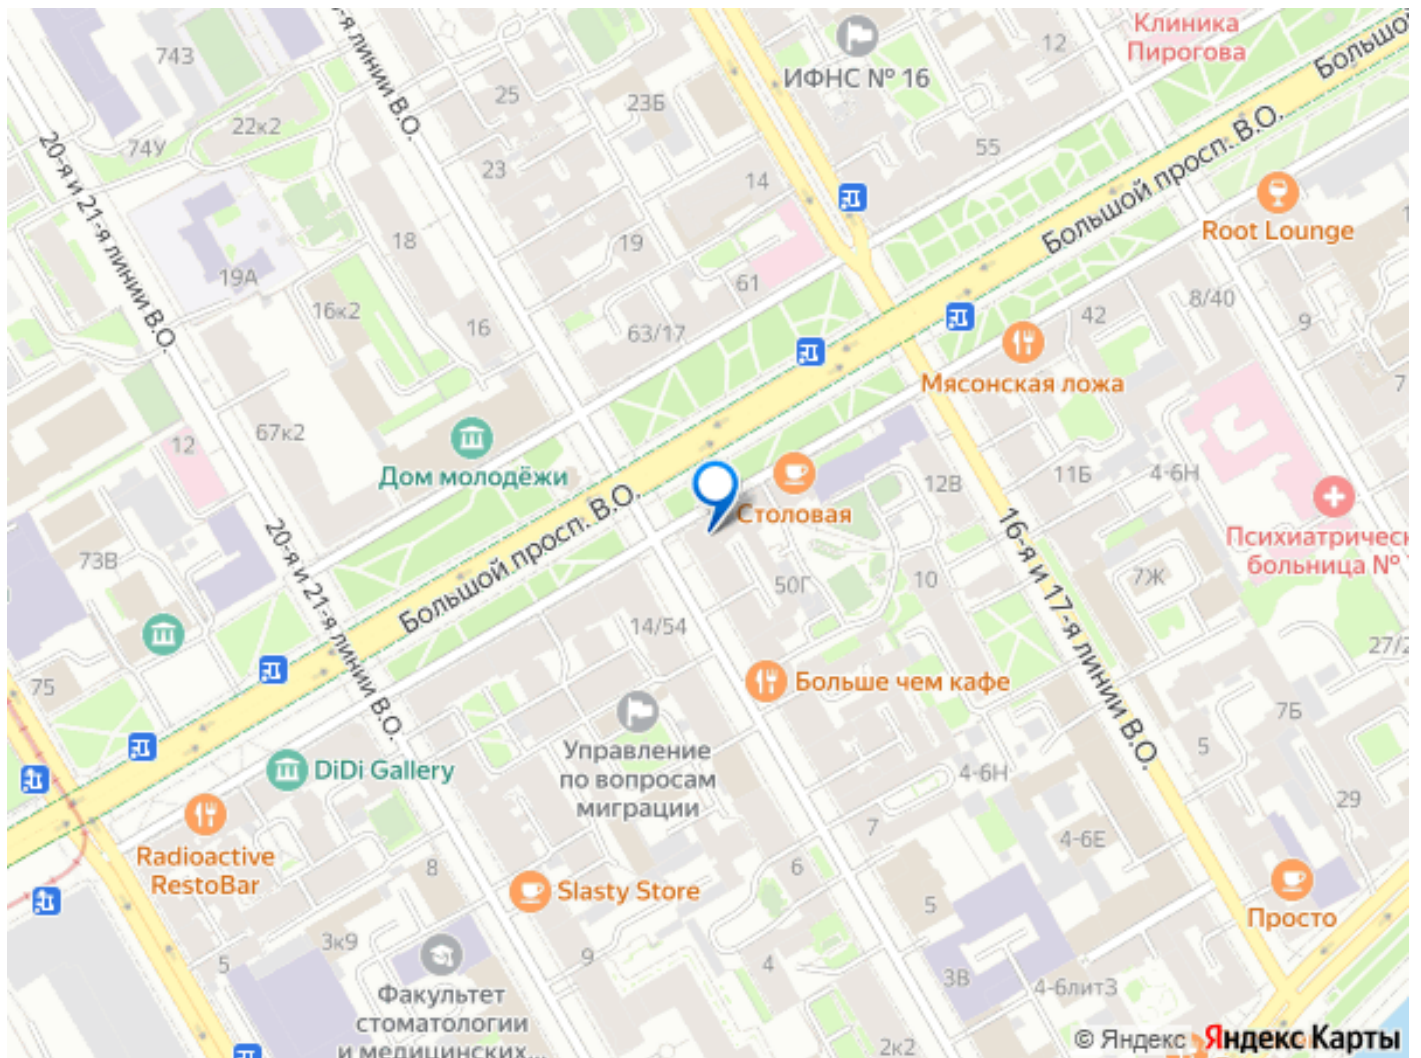 743
я линии В.О.
Клиника
Пирогова
Большо
12
ИФНС № 16
25
23Б
22к2
74У
23
14
55
Большой просп. В.О.
Root Lounge
20-я и 21-я линии В.О.
18
19
19А
61
8/40
16к2
16
63/17
42
9
Мясонская ложа
7
67к2
12
Дом молодёжи
12В
11Б
4-6Н
Столовая
Большой просп. В.О.
16-я и 17-я линии В.О.
Психиатрическ
больница №
73В
20-я и 21-я линии В.О.
50Г
10
7Ж
14/54
27/2
75
Больше чем кафе
7Б
Управление
по вопросам
миграции
5
DiDi Gallery
4-6Н
29
7
4-6Е
Radioactive
RestoBar
8
6
Slasty Store
5
Просто
3к9
5
9
4
3В
4-6лит3
Факультет
стоматологии
и медицинских...
2к2
© Яндекс Яндекс Карты